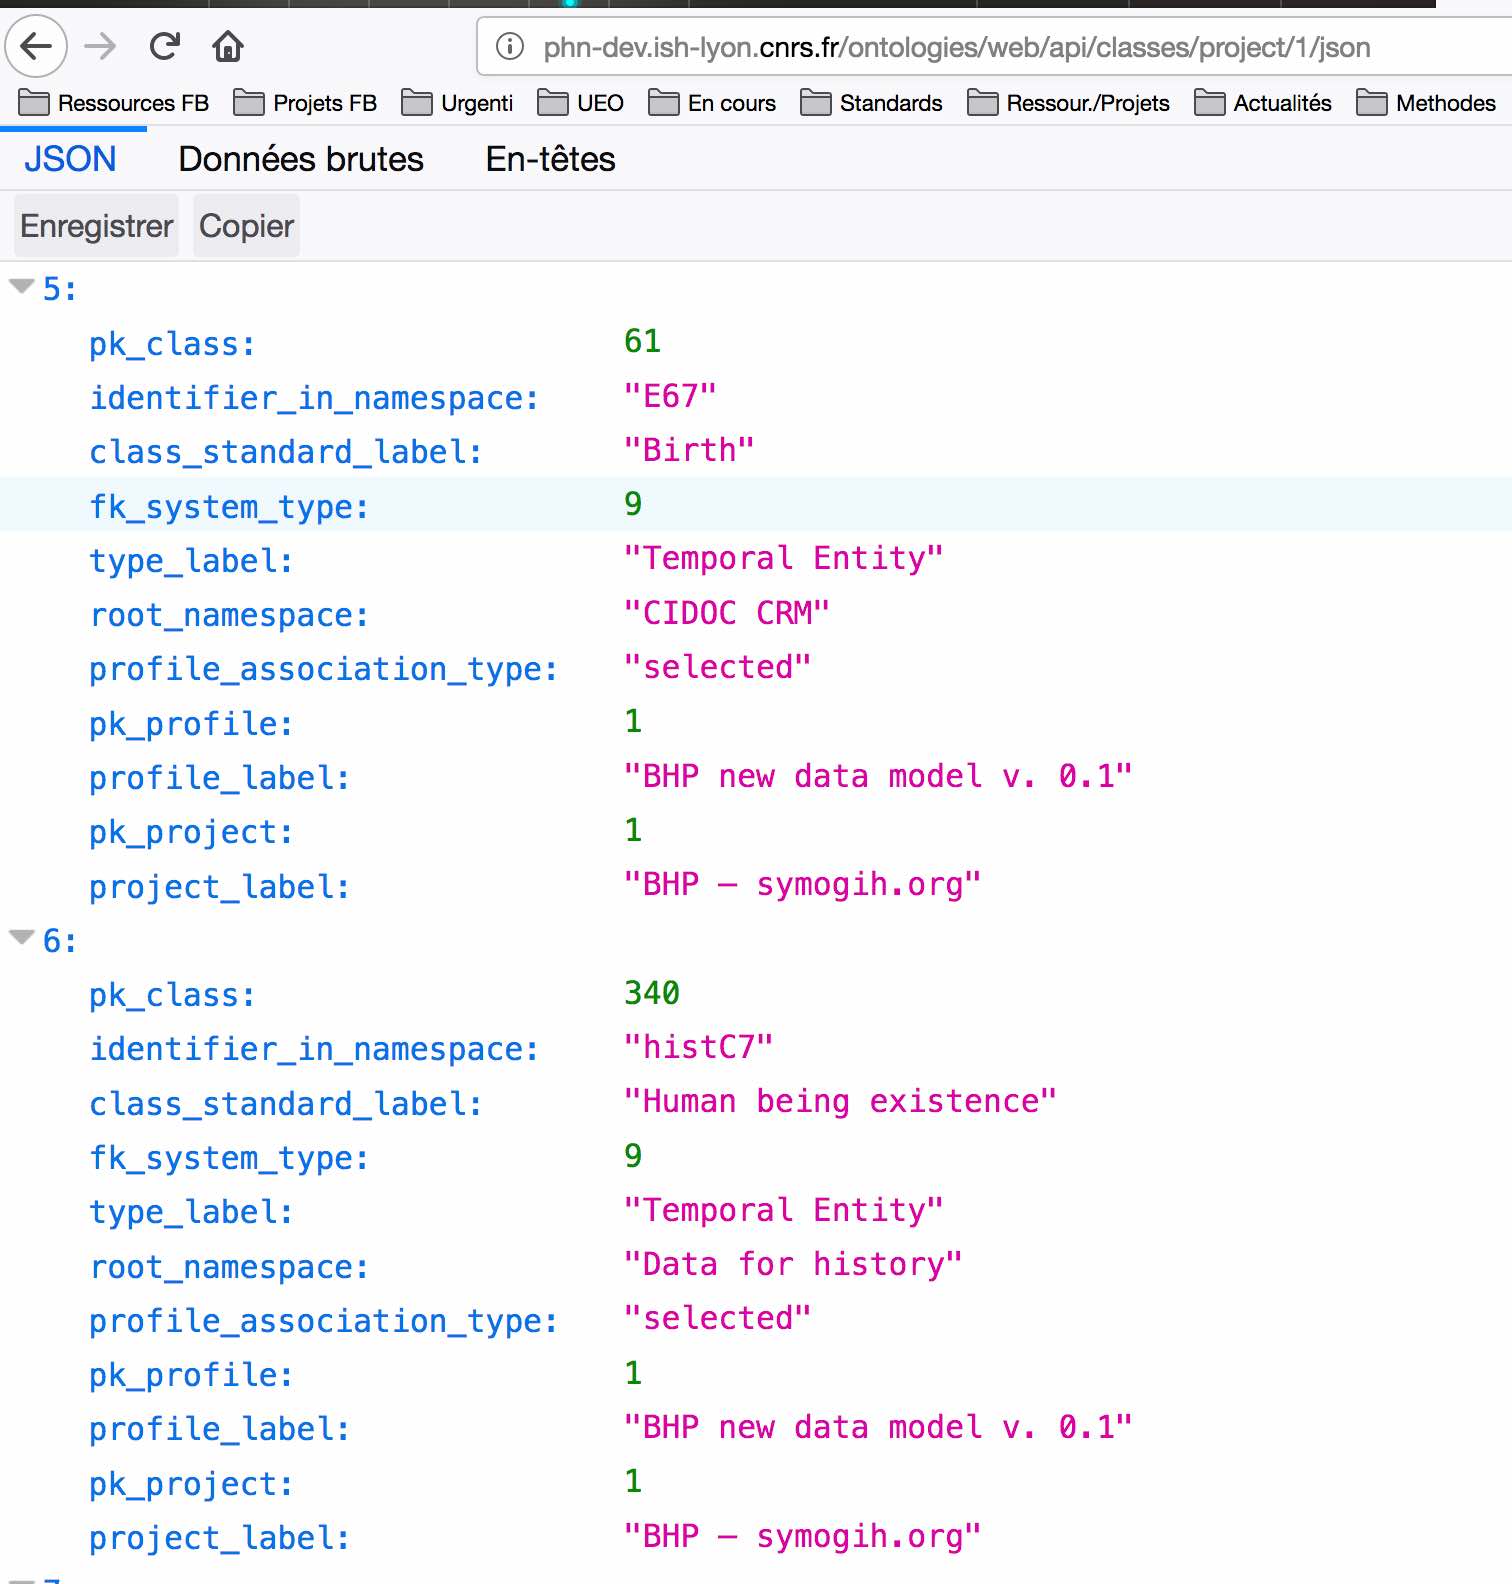 phn-dev.ish-lyon.cnrs.fr/ontologies/web/api/classes/project/1/json
Ressources FB Projets FB Urgenti UEO En cours Standards Ressour./Projets Actualités Methodes
JSON Données brutes En-têtes
Enregistrer Copier
5:
pk_class: 61
identifier_in_namespace: "E67"
class_standard_label: "Birth"
fk_system_type: 9
type_label: "Temporal Entity"
root_namespace: "CIDOC CRM"
profile_association_type: "selected"
pk_profile: 1
profile_label: "BHP new data model v. 0.1"
pk_project: 1
project_label: "BHP – symogih.org"
6:
pk_class: 340
identifier_in_namespace: "histC7"
class_standard_label: "Human being existence"
fk_system_type: 9
type_label: "Temporal Entity"
root_namespace: "Data for history"
profile_association_type: "selected"
pk_profile: 1
profile_label: "BHP new data model v. 0.1"
pk_project: 1
project_label: "BHP – symogih.org"